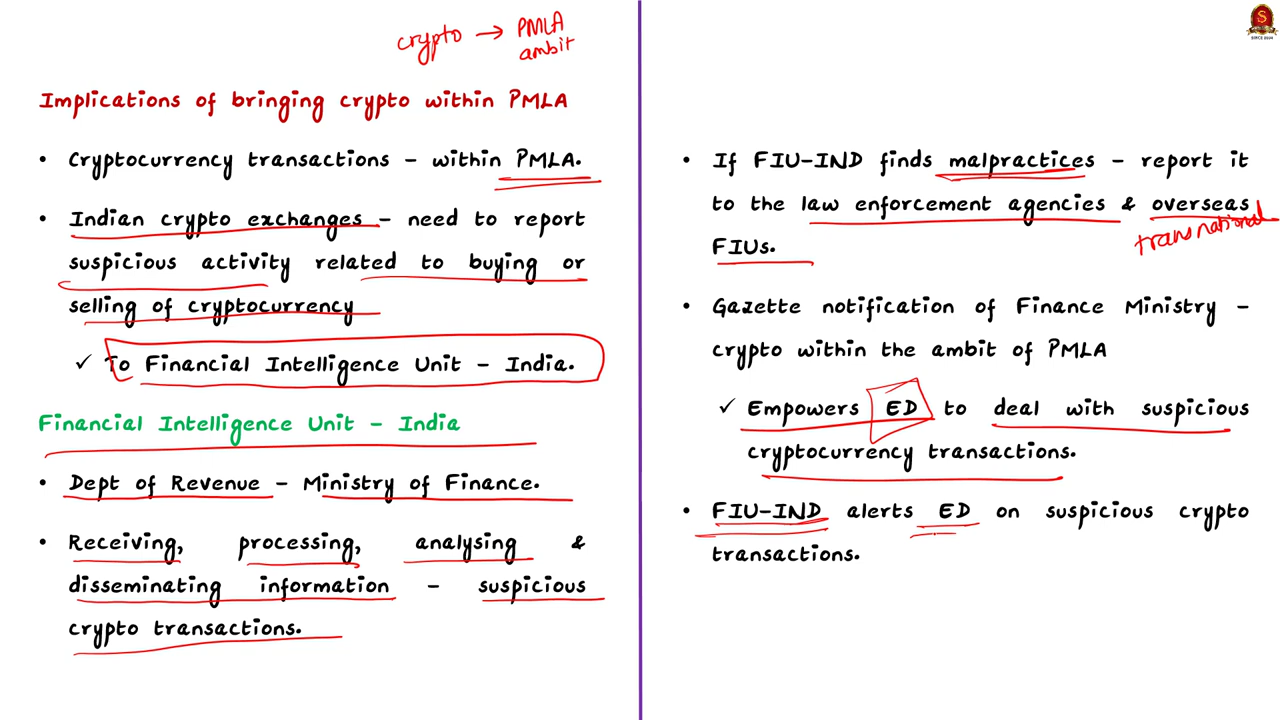 crypto → PMLA
ambit
Implications of bringing crypto within PMLA
• Cryptocurrency transactions - within PMLA.
• Indian crypto exchanges - need to report
suspicious activity related to buying or
selling of cryptocurrency
✓ To Financial Intelligence Unit - India.
Financial Intelligence Unit - India
• Dept of Revenue - Ministry of Finance.
• Receiving, processing, analysing &
disseminating information - suspicious
crypto transactions.
S
SINCE 2004
• If FIU-IND finds malpractices - report it
to the law enforcement agencies & overseas
transnational
FIUs.
• Gazette notification of Finance Ministry -
crypto within the ambit of PMLA
✓ Empowers ED to deal with suspicious
cryptocurrency transactions.
• FIU-IND alerts ED on suspicious crypto
transactions.